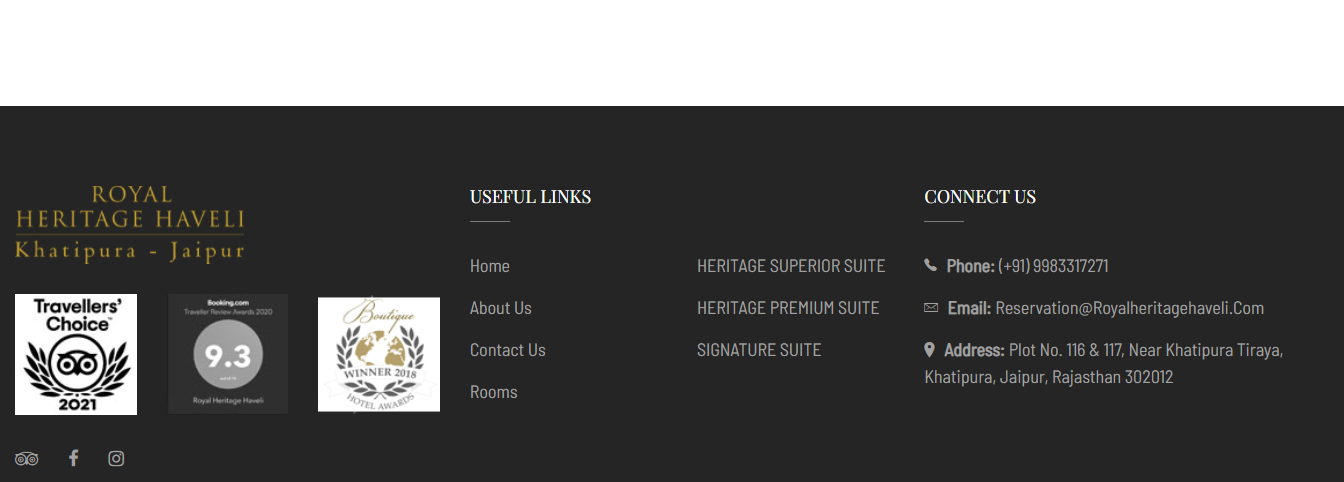 ROYAL
HERITAGE HAVELI
Khatipura - Jaipur
Travellers'
Choice™
2021
Booking.com
Traveller Review Awards 2020
9.3
Royal Heritage Haveli
Boutique
WINNER 2018
HOTEL AWARDS
USEFUL LINKS
Home
About Us
Contact Us
Rooms
HERITAGE SUPERIOR SUITE
HERITAGE PREMIUM SUITE
SIGNATURE SUITE
CONNECT US
Phone: (+91) 9983317271
Email: Reservation@Royalheritagehaveli.Com
Address: Plot No. 116 & 117, Near Khatipura Tiraya,
Khatipura, Jaipur, Rajasthan 302012